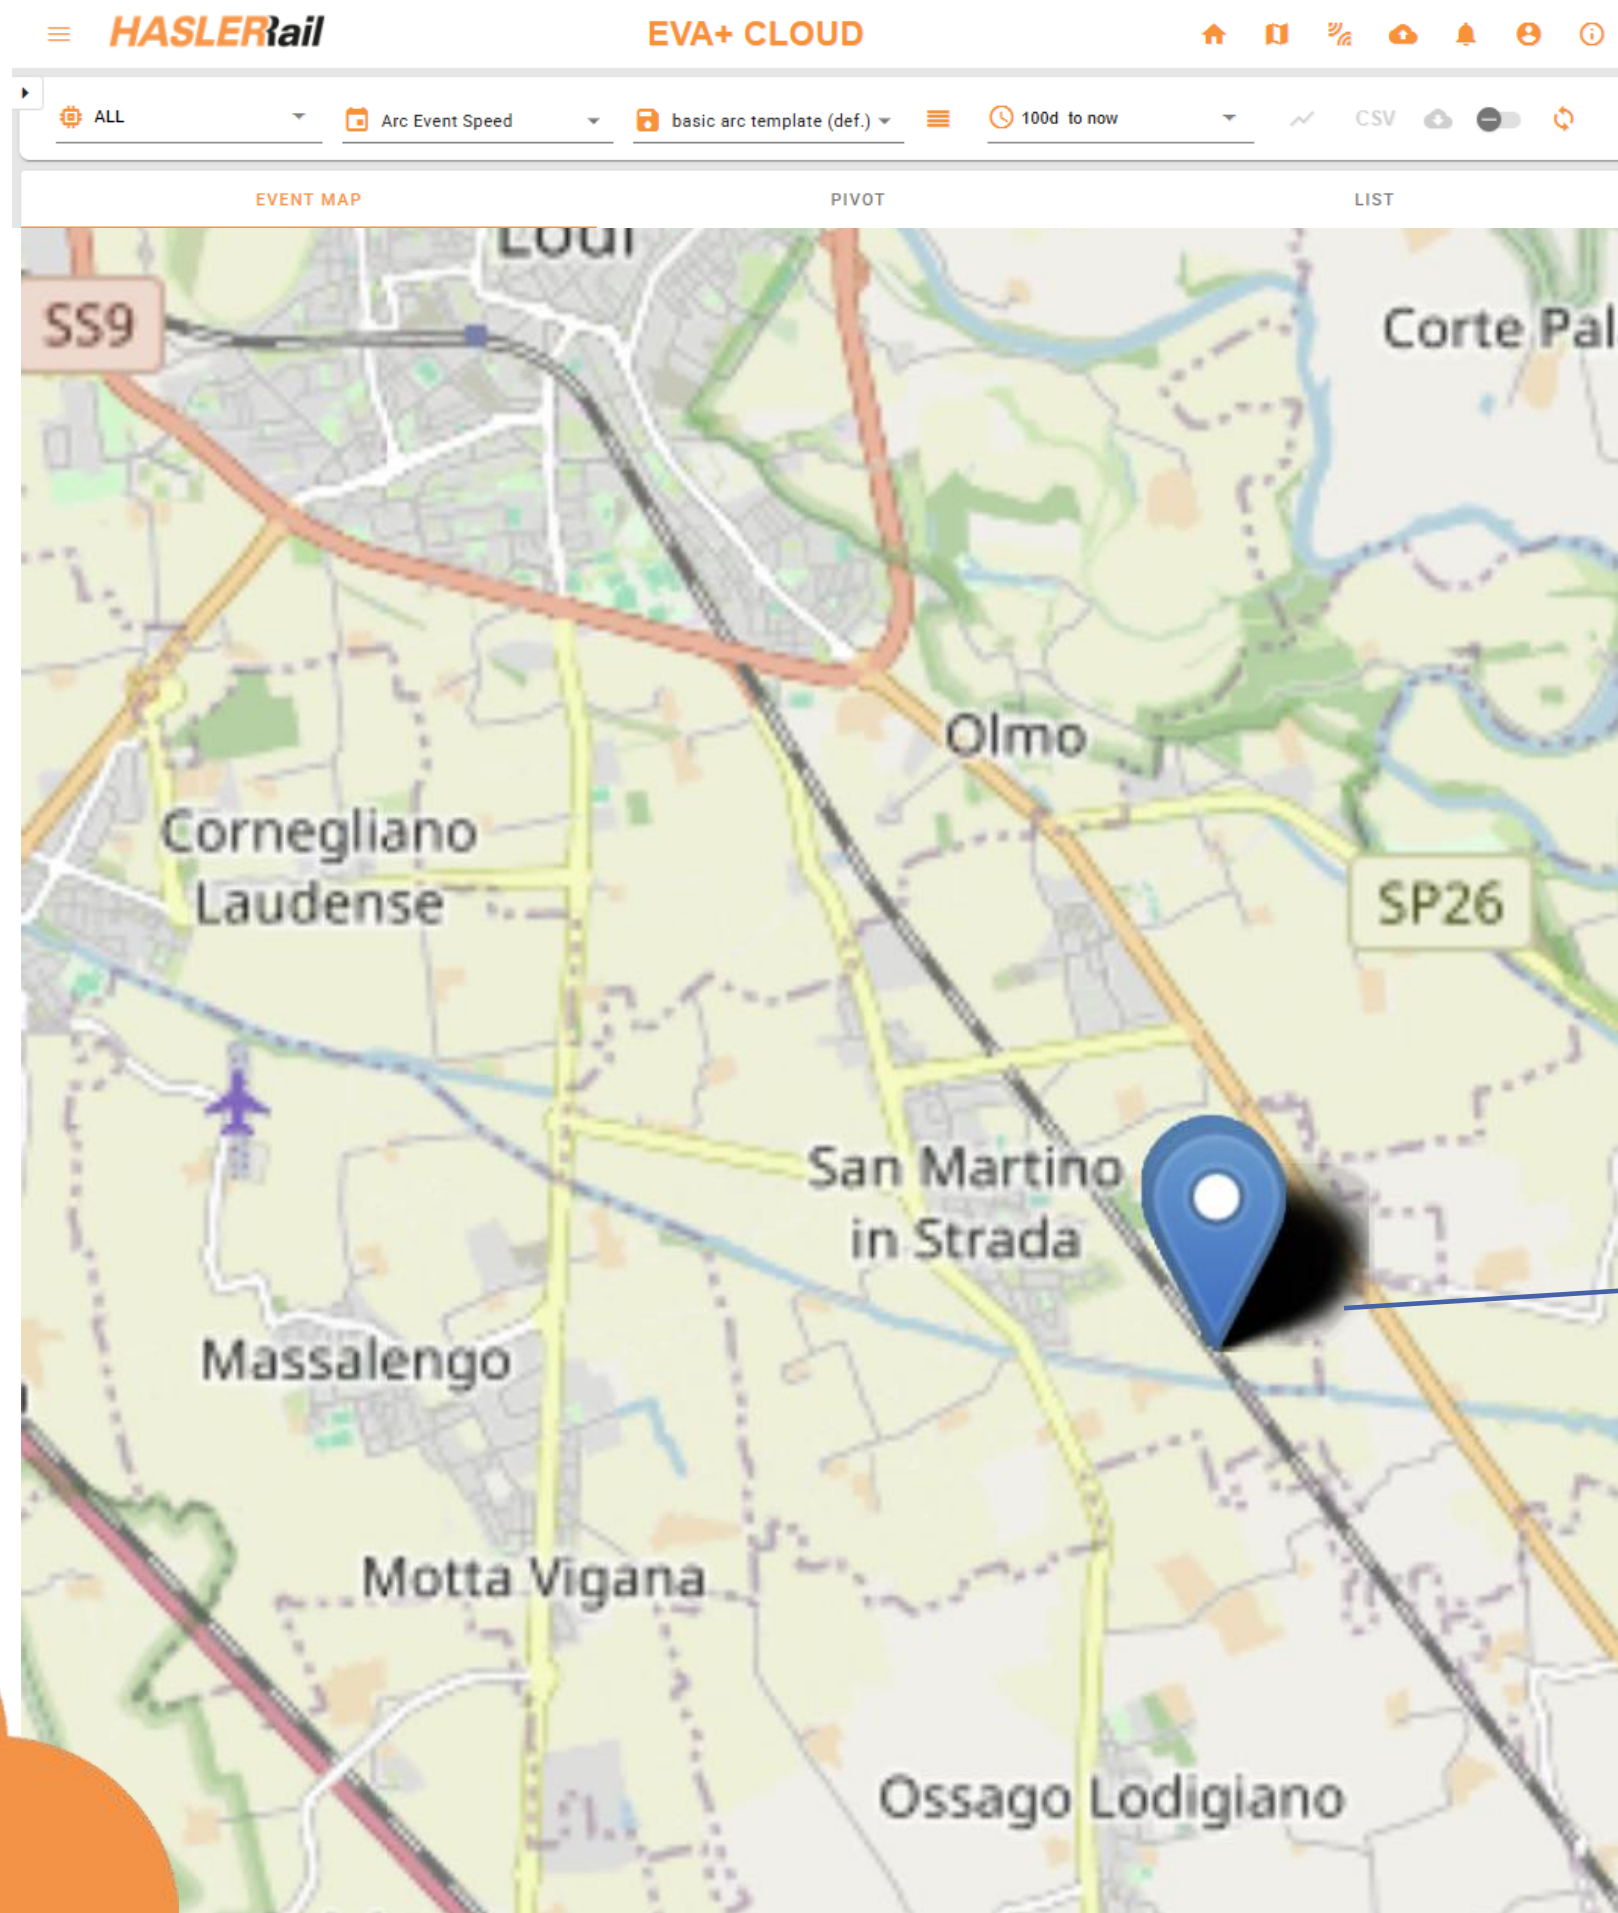 HASLERRail
EVA+ CLOUD
ALL
Arc Event Speed
basic arc template (def.)
100d to now
CSV
EVENT MAP
PIVOT
LIST
Lodi
SS9
Corte Pal
Olmo
Cornegliano
Laudense
SP26
San Martino
in Strada
Massalengo
Motta Vigana
Ossago Lodigiano